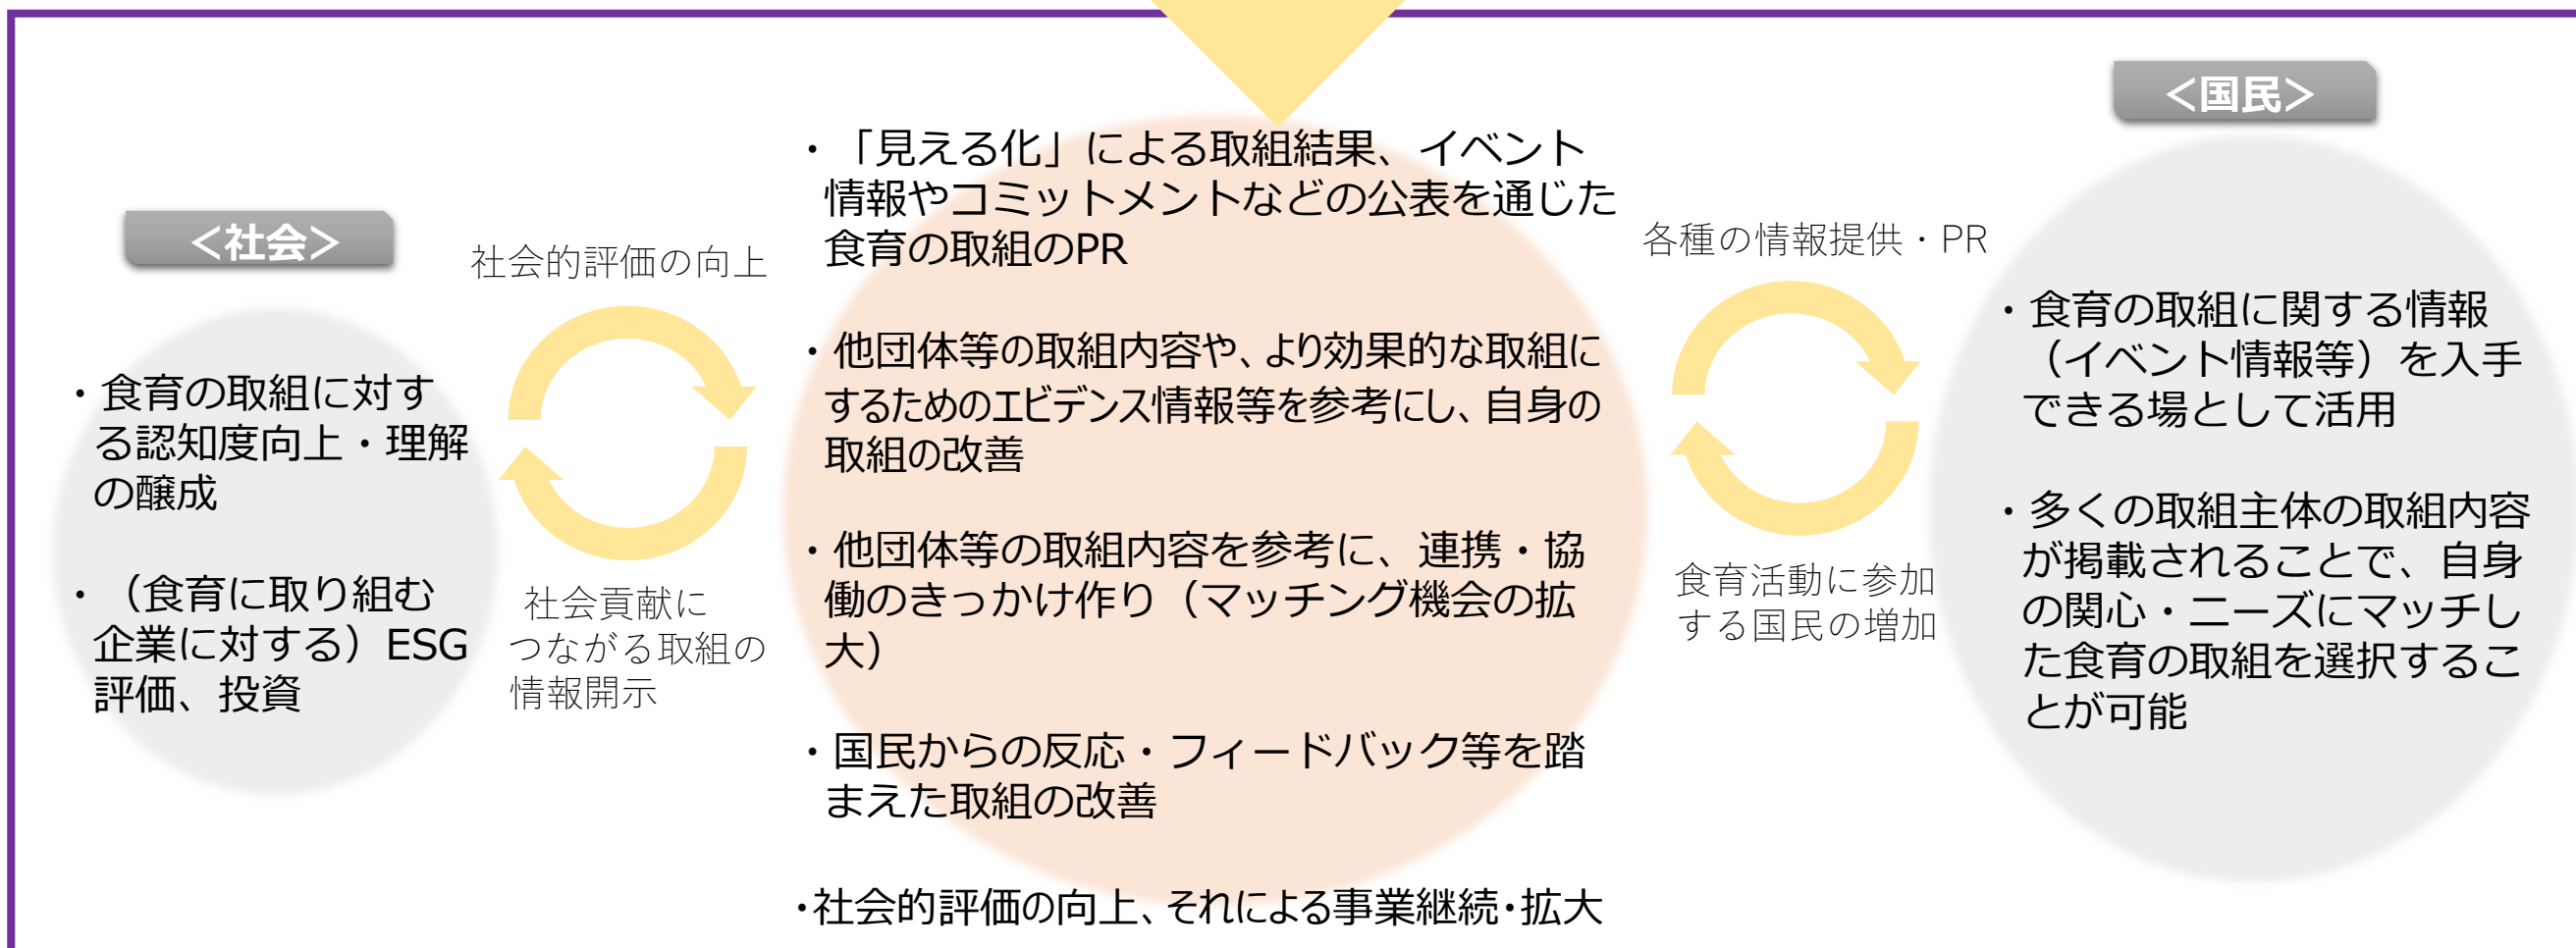 ＜社会＞
・食育の取組に対す
る認知度向上・理解
の醸成
・（食育に取り組む
企業に対する）ESG
評価、投資
社会的評価の向上
社会貢献に
つながる取組の
情報開示
・「見える化」による取組結果、イベント
情報やコミットメントなどの公表を通じた
食育の取組のPR
・他団体等の取組内容や、より効果的な取組に
するためのエビデンス情報等を参考にし、自身の
取組の改善
・他団体等の取組内容を参考に、連携・協
働のきっかけ作り（マッチング機会の拡
大）
・国民からの反応・フィードバック等を踏
まえた取組の改善
・社会的評価の向上、それによる事業継続・拡大
各種の情報提供・PR
食育活動に参加
する国民の増加
＜国民＞
・食育の取組に関する情報
（イベント情報等）を入手
できる場として活用
・多くの取組主体の取組内容
が掲載されることで、自身
の関心・ニーズにマッチし
た食育の取組を選択するこ
とが可能